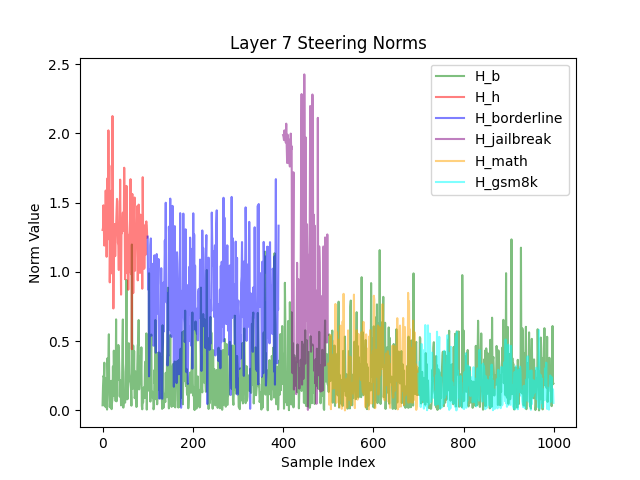 Layer 7 Steering Norms
2.5
2.0
1.5
1.0
0.5
0.0
Norm Value
H_b
H_h
H_borderline
H_jailbreak
H_math
H_gsm8k
0 200 400 600 800 1000
Sample Index